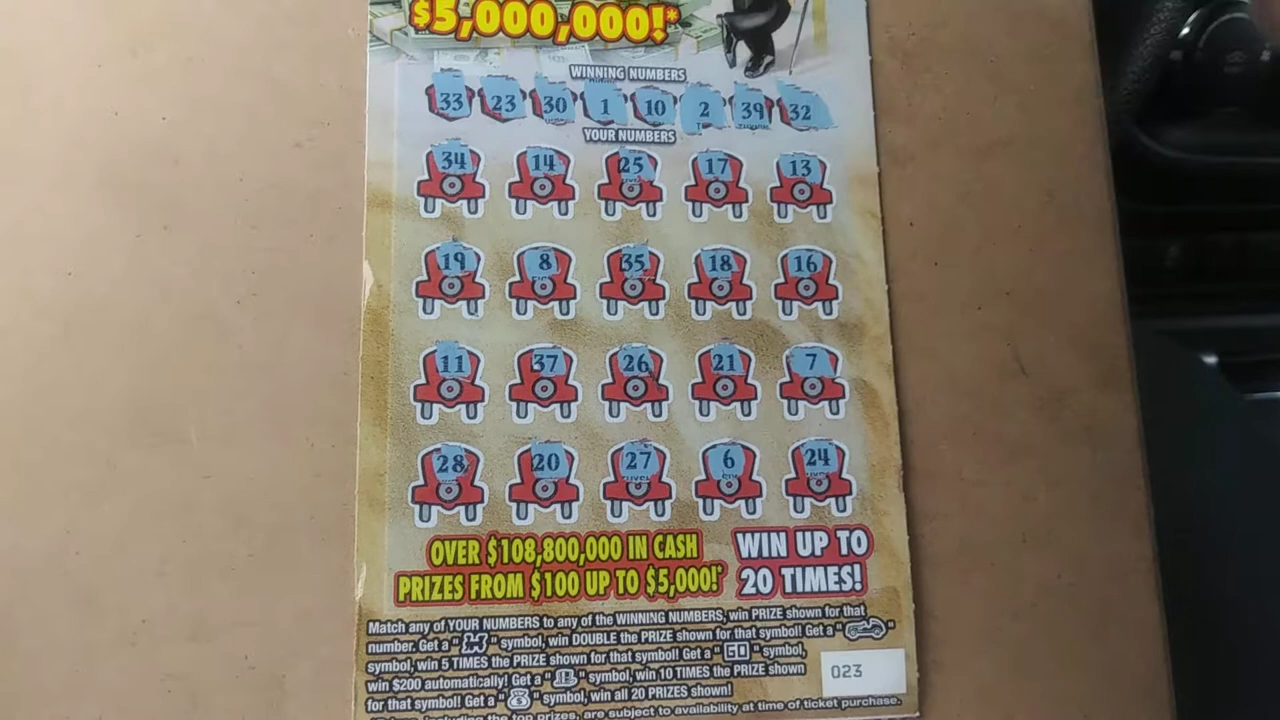 $5,000,000!*
WINNING NUMBERS
33 23 30 1 10 2 39 32
YOUR NUMBERS
34 14 25 17 13
19 8 35 18 16
11 37 26 21 7
28 20 27 6 24
OVER $108,800,000 IN CASH
PRIZES FROM $100 UP TO $5,000!*
WIN UP TO
20 TIMES!
Match any of YOUR NUMBERS to any of the WINNING NUMBERS, win PRIZE shown for that
number. Get a " " symbol, win DOUBLE the PRIZE shown for that symbol! Get a " "
symbol, win 5 TIMES the PRIZE shown for that symbol! Get a "GO" symbol,
win $200 automatically! Get a " " symbol, win 10 TIMES the PRIZE shown
for that symbol! Get a " " symbol, win all 20 PRIZES shown!
including the top prizes, are subject to availability at time of ticket purchase.
023